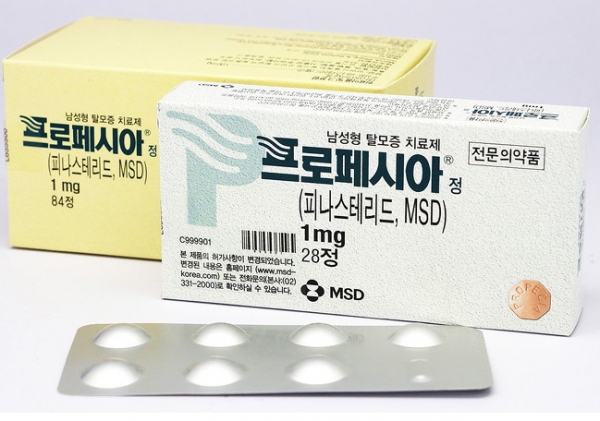 남성형 탈모증 치료제
프로페시아® 정
(피나스테리드, MSD)
1 mg
84정
남성형 탈모증 치료제
프로페시아® 정
(피나스테리드, MSD)
1mg
28정
전문의약품
C999901
본 제품의 허가사항이 변경되었습니다.
변경된 내용은 홈페이지 (www.msd-
korea.com) 또는 전화문의(본사:(02)
331-2000)로 확인하실 수 있습니다.
MSD
PROPECIA